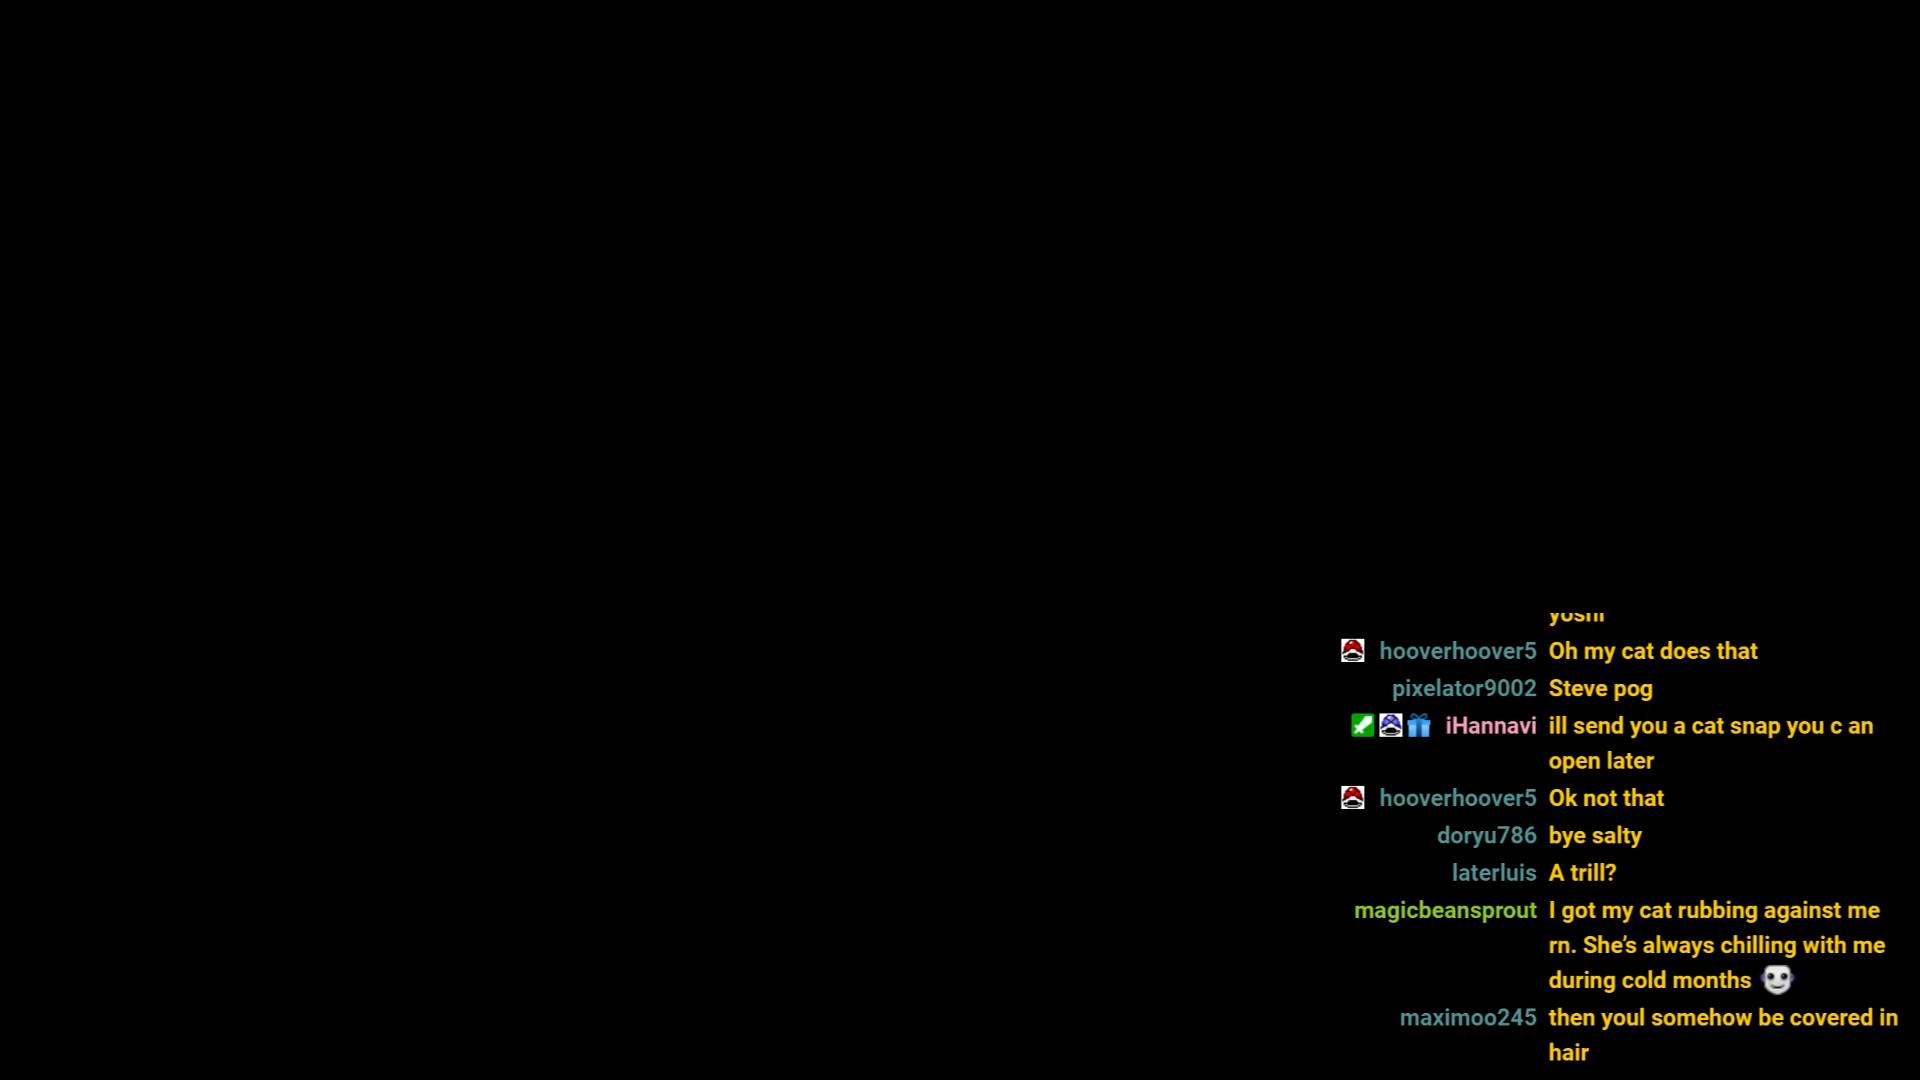 yoshi
hooverhoover5 Oh my cat does that
pixelator9002 Steve pog
iHannavi ill send you a cat snap you c an
open later
hooverhoover5 Ok not that
doryu786 bye salty
laterluis A trill?
magicbeansprout I got my cat rubbing against me
rn. She’s always chilling with me
during cold months
maximoo245 then youl somehow be covered in
hair